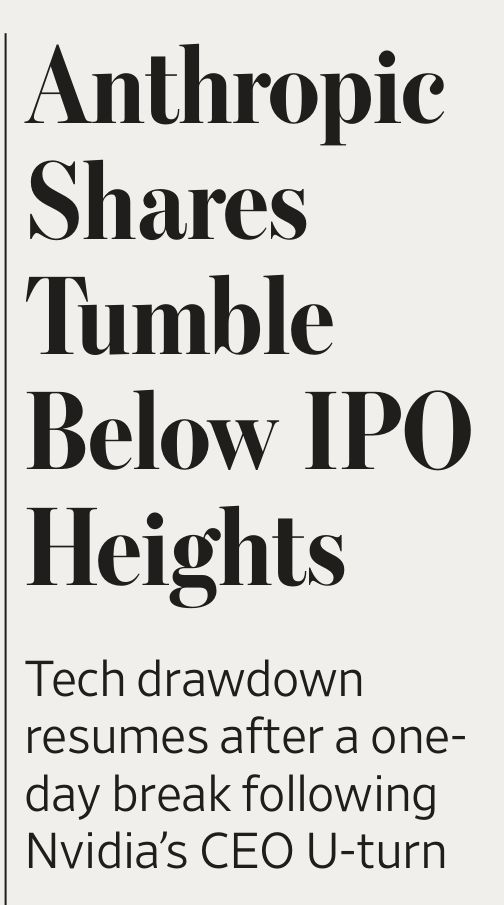 Anthropic
Shares
Tumble
Below IPO
Heights
Tech drawdown
resumes after a one-
day break following
Nvidia’s CEO U-turn